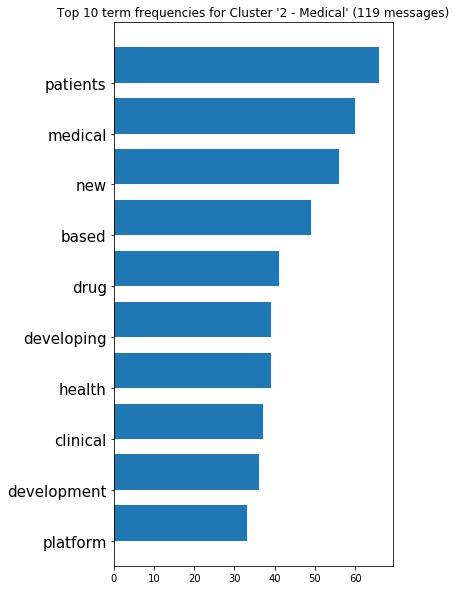 Top 10 term frequencies for Cluster '2 - Medical' (119 messages)
patients
medical
new
based
drug
developing
health
clinical
development
platform
0 10 20 30 40 50 60